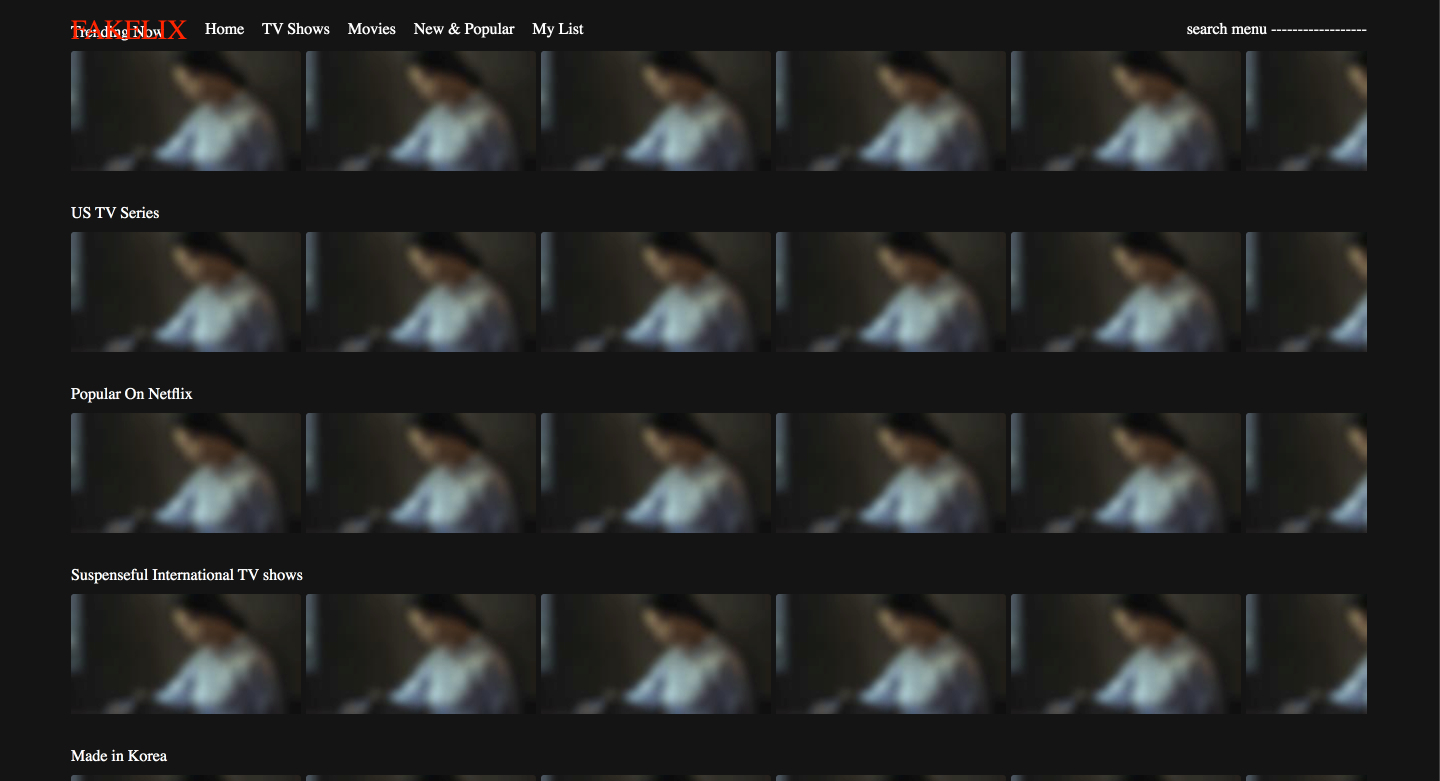 FAKELIX Home TV Shows Movies New & Popular My List search menu ------------------
Trending Now
US TV Series
Popular On Netflix
Suspenseful International TV shows
Made in Korea